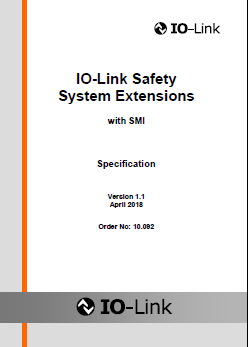 IO-Link
IO-Link Safety
System Extensions
with SMI
Specification
Version 1.1
April 2018
Order No: 10.092
IO-Link